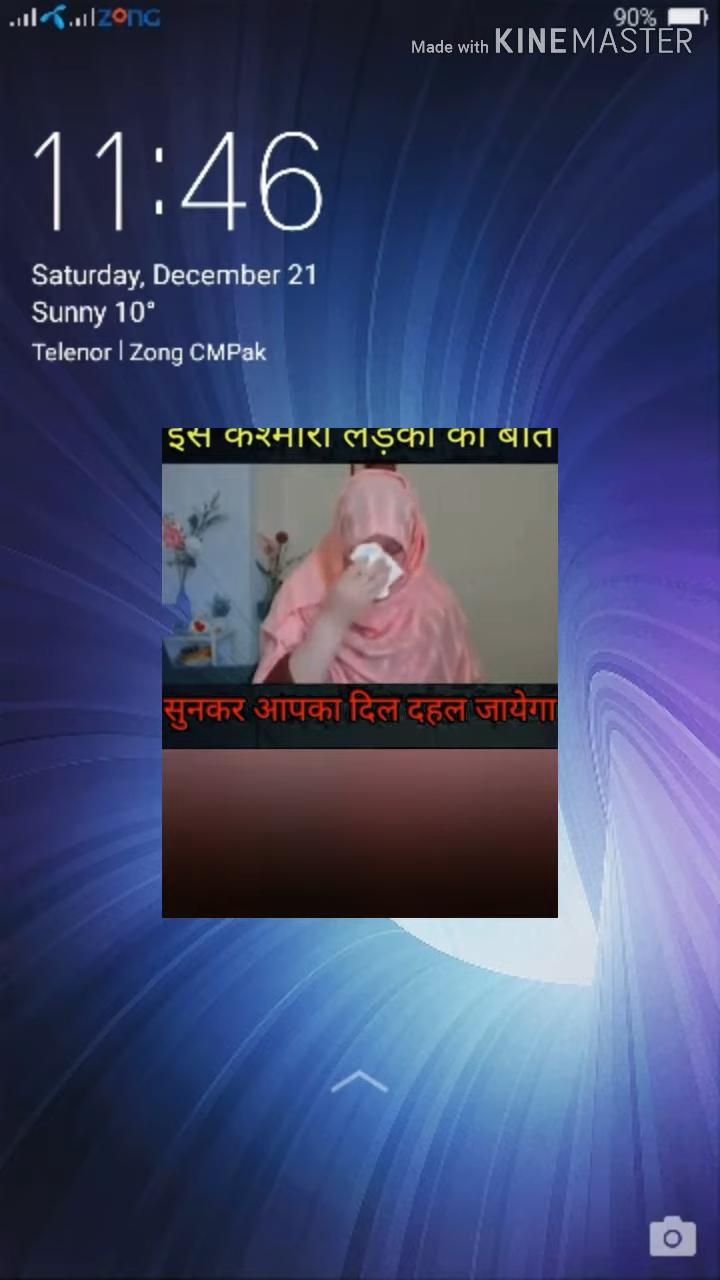 zong 90%
Made with KINEMASTER
11:46
Saturday, December 21
Sunny 10°
Telenor | Zong CMPak
इस कश्मीरी लड़की की बात
सुनकर आपका दिल दहल जायेगा